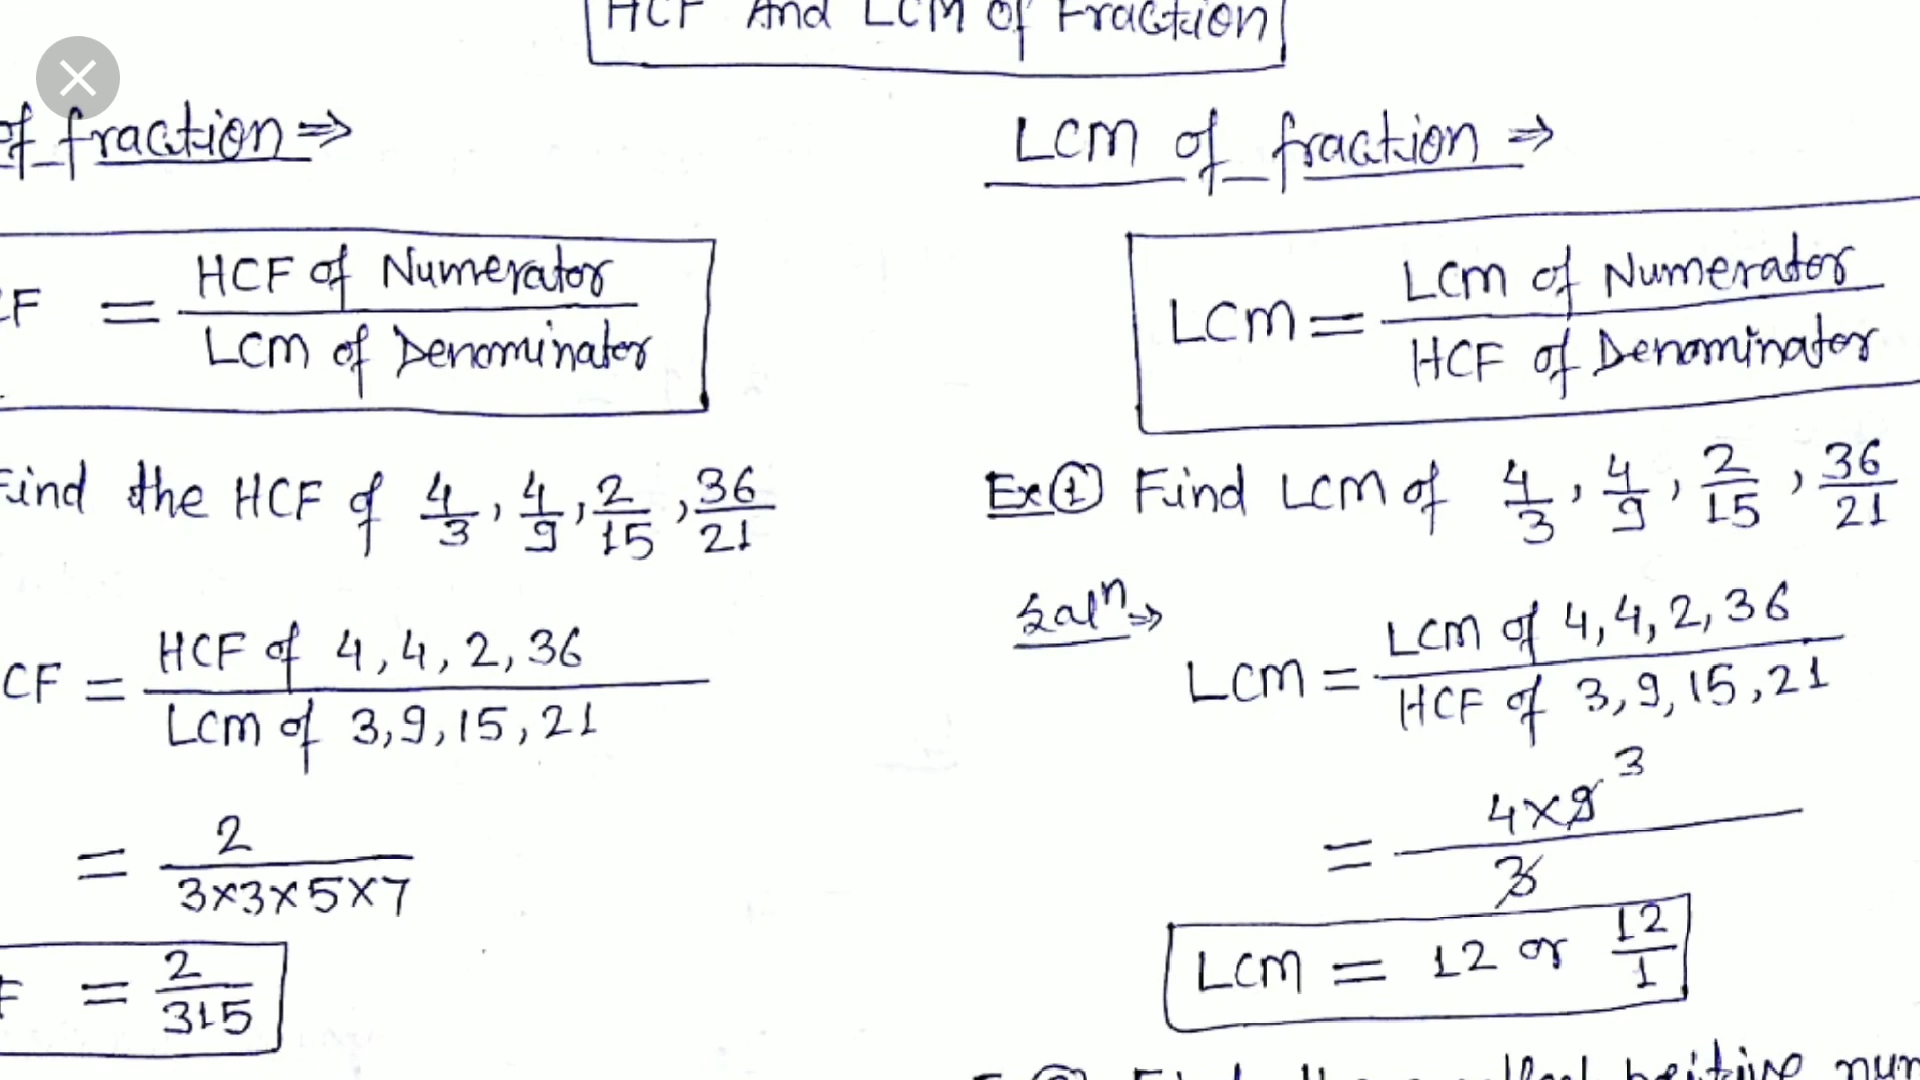 HCF And LCM of Fraction
of fraction ⇒
F = HCF of Numerator / LCM of Denominator
Find the HCF of 4/3, 4/9, 2/15, 36/21
CF = HCF of 4, 4, 2, 36 / LCM of 3, 9, 15, 21
= 2 / 3×3×5×7
F = 2/315
LCM of fraction ⇒
LCM = LCM of Numerator / HCF of Denominator
Ex① Find LCM of 4/3, 4/9, 2/15, 36/21
Solⁿ ⇒
LCM = LCM of 4, 4, 2, 36 / HCF of 3, 9, 15, 21
= 4×9 3 / 3
LCM = 12 or 12/1